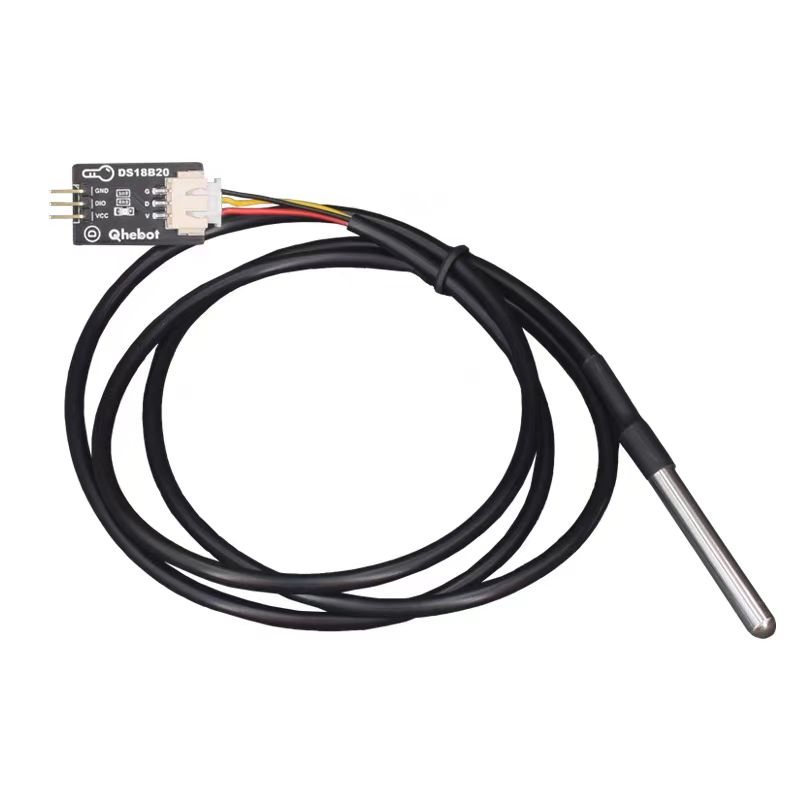 DS18B20
GND G
DIO D
VCC V
D Qhebot